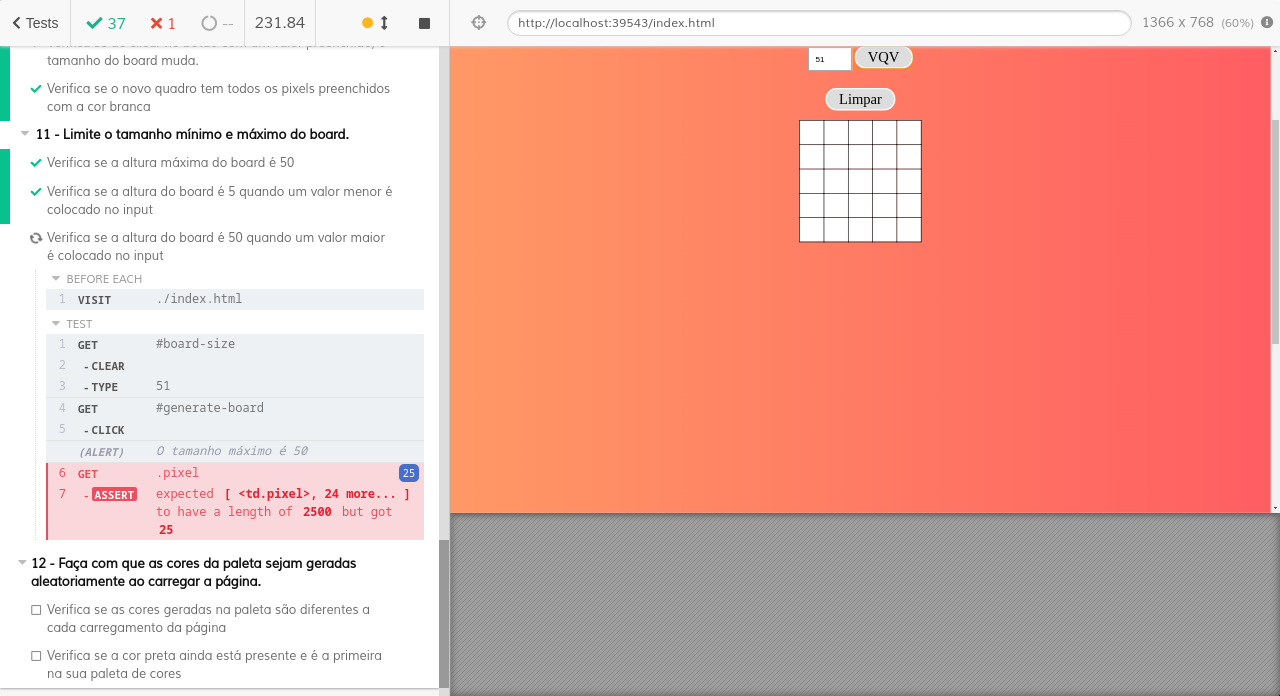 Tests 37 1 -- 231.84
http://localhost:39543/index.html 1366 x 768 (60%)
tamanho do board muda.
Verifica se o novo quadro tem todos os pixels preenchidos
com a cor branca
11 - Limite o tamanho mínimo e máximo do board.
Verifica se a altura máxima do board é 50
Verifica se a altura do board é 5 quando um valor menor é
colocado no input
Verifica se a altura do board é 50 quando um valor maior
é colocado no input
BEFORE EACH
1 VISIT ./index.html
TEST
1 GET #board-size
2 -CLEAR
3 -TYPE 51
4 GET #generate-board
5 -CLICK
(ALERT) O tamanho máximo é 50
6 GET .pixel 25
7 -ASSERT expected [ <td.pixel>, 24 more... ]
to have a length of 2500 but got
25
12 - Faça com que as cores da paleta sejam geradas
aleatoriamente ao carregar a página.
Verifica se as cores geradas na paleta são diferentes a
cada carregamento da página
Verifica se a cor preta ainda está presente e é a primeira
na sua paleta de cores
51 VQV
Limpar